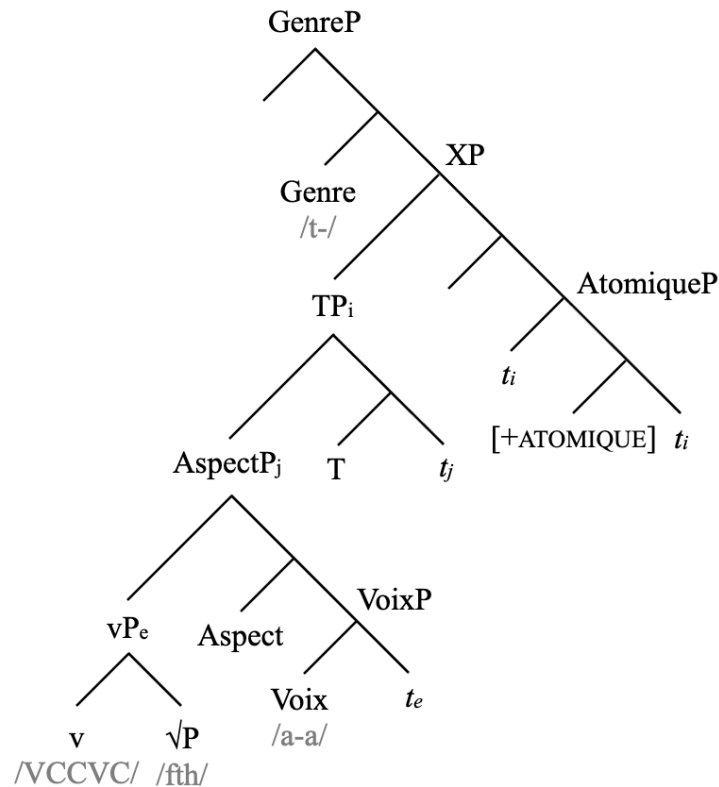 GenreP
XP
Genre
/t-/
AtomiqueP
TPi
ti
[+ATOMIQUE] ti
AspectPj T tj
VoixP
vPe Aspect
Voix te
v √P /a-a/
/VCCVC/ /fth/